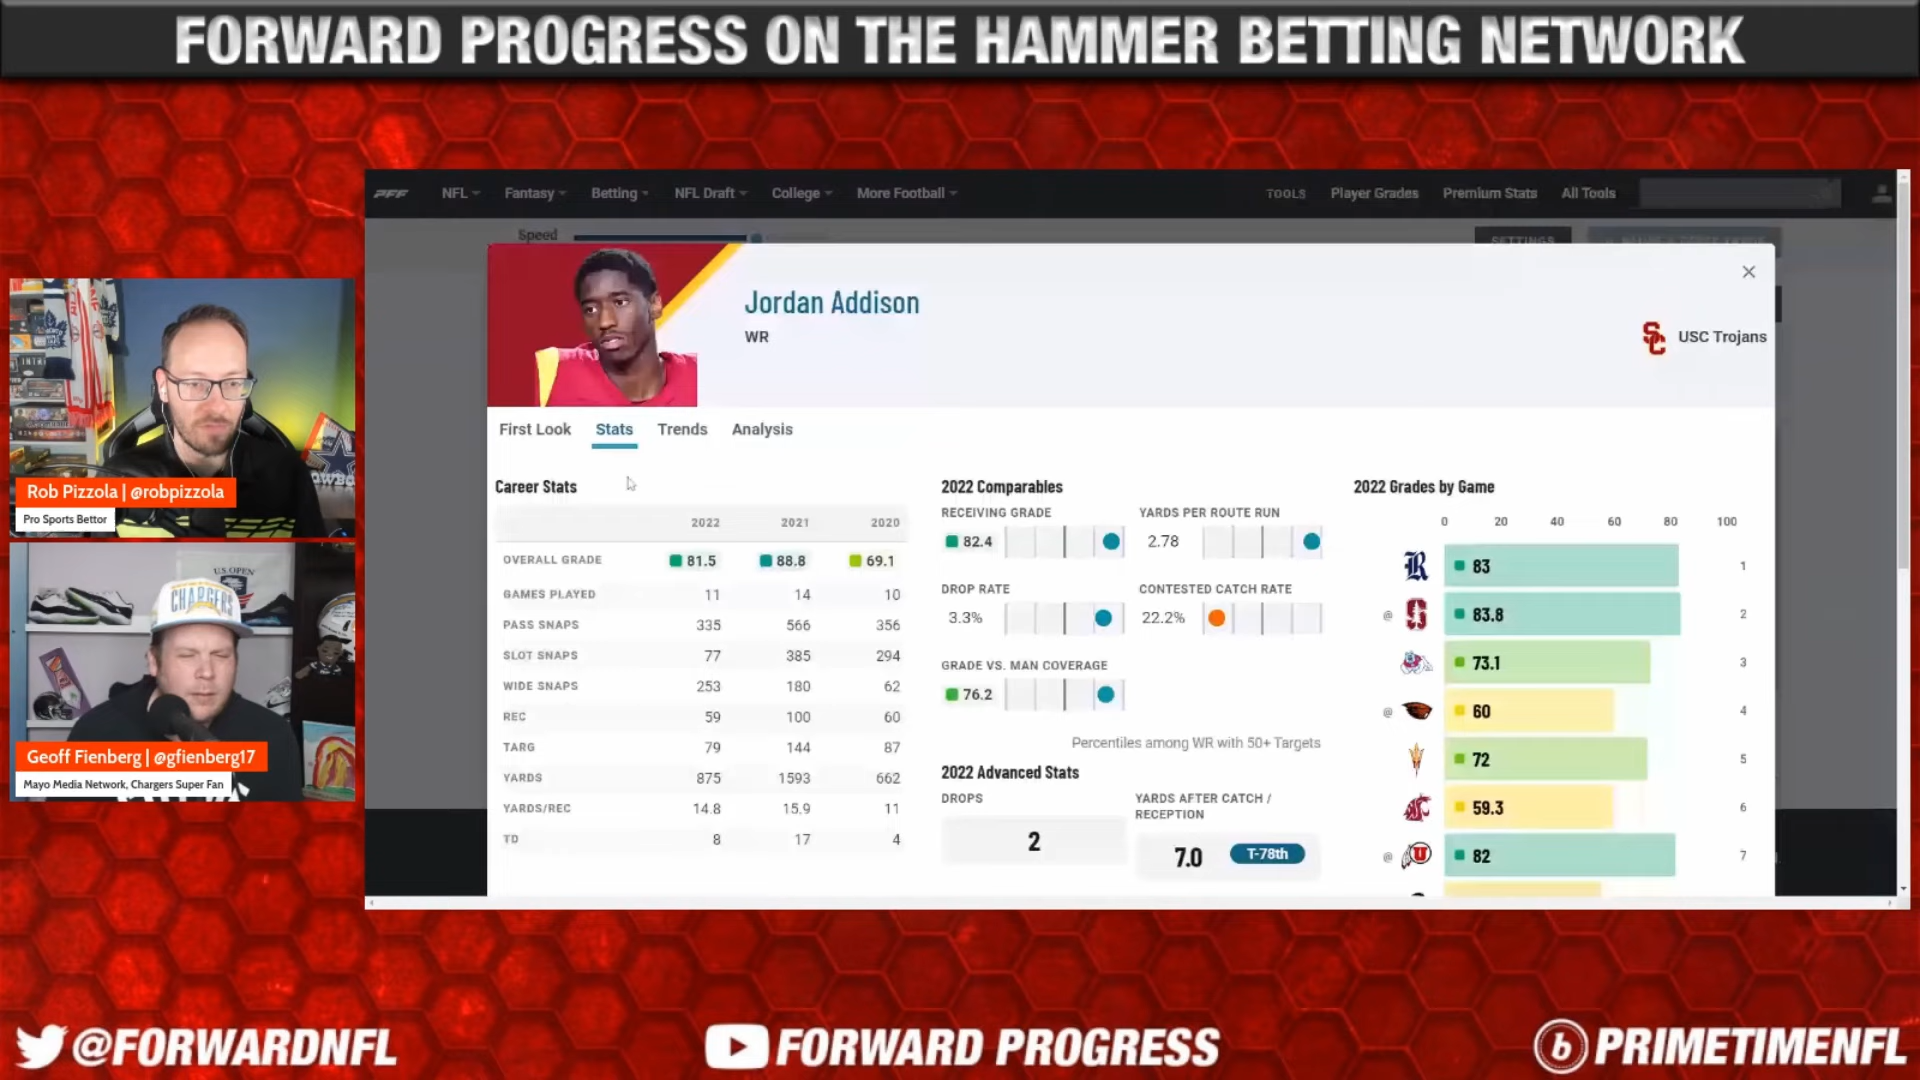 FORWARD PROGRESS ON THE HAMMER BETTING NETWORK
PFF NFL Fantasy Betting NFL Draft College More Football TOOLS Player Grades Premium Stats All Tools
Speed
SETTINGS
Jordan Addison
WR
USC Trojans
First Look Stats Trends Analysis
Career Stats
2022 2021 2020
OVERALL GRADE 81.5 88.8 69.1
GAMES PLAYED 11 14 10
PASS SNAPS 335 566 356
SLOT SNAPS 77 385 294
WIDE SNAPS 253 180 62
REC 59 100 60
TARG 79 144 87
YARDS 875 1593 662
YARDS/REC 14.8 15.9 11
TD 8 17 4
2022 Comparables
RECEIVING GRADE
82.4
YARDS PER ROUTE RUN
2.78
DROP RATE
3.3%
CONTESTED CATCH RATE
22.2%
GRADE VS. MAN COVERAGE
76.2
Percentiles among WR with 50+ Targets
2022 Advanced Stats
DROPS
2
YARDS AFTER CATCH /
RECEPTION
7.0 T-78th
2022 Grades by Game
0 20 40 60 80 100
83 1
@ 83.8 2
73.1 3
@ 60 4
72 5
59.3 6
@ 82 7
U.S. OPEN
CHARGERS
Rob Pizzola | @robpizzola
Pro Sports Bettor
Geoff Fienberg | @gfienberg17
Mayo Media Network, Chargers Super Fan
@FORWARDNFL
FORWARD PROGRESS
b PRIMETIMENFL